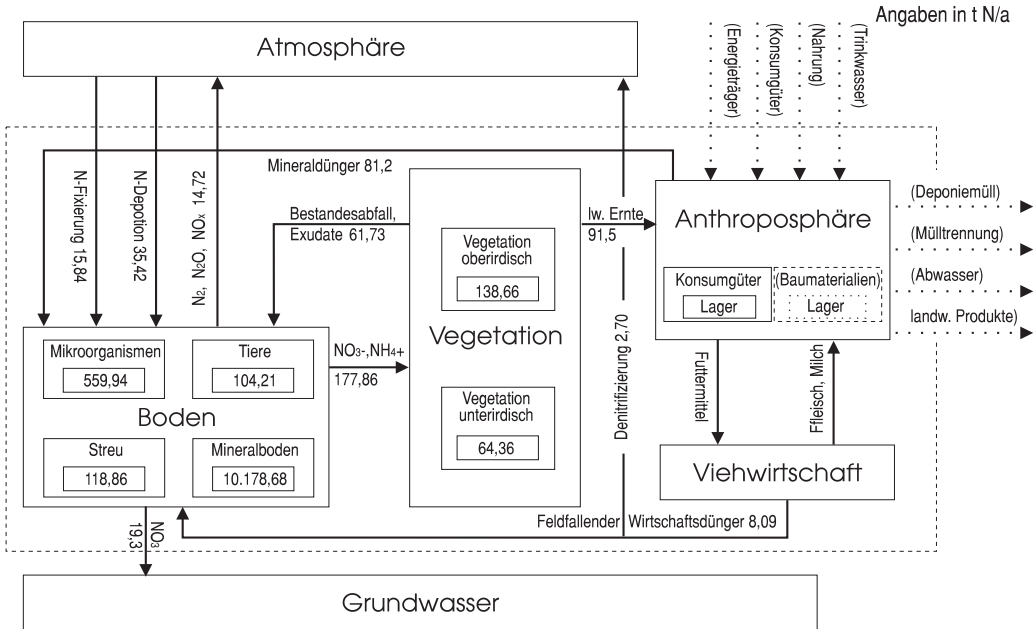 Angaben in t N/a
Atmosphäre
(Energieträger)
(Konsumgüter)
(Nahrung)
(Trinkwasser)
Mineraldünger 81,2
N-Fixierung 15,84
N-Depotion 35,42
N₂, N₂O, NOₓ 14,72
Bestandesabfall,
Exudate 61,73
lw. Ernte
91,5
Anthroposphäre
(Deponiemüll)
(Mülltrennung)
(Abwasser)
landw. Produkte)
Konsumgüter
Lager
(Baumaterialien)
Lager
Vegetation
oberirdisch
138,66
Vegetation
Vegetation
unterirdisch
64,36
Mikroorganismen
559,94
Tiere
104,21
NO₃-,NH₄+
177,86
Boden
Streu
118,86
Mineralboden
10.178,68
Denitrifizierung 2,70
Futtermittel
Ffleisch, Milch
Viehwirtschaft
Feldfallender Wirtschaftsdünger 8,09
NO₃
19,3
Grundwasser